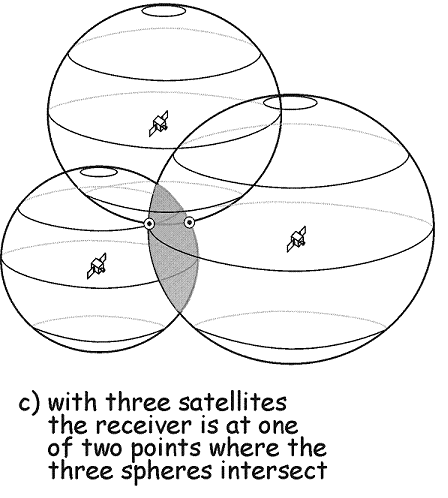 c) with three satellites
the receiver is at one
of two points where the
three spheres intersect